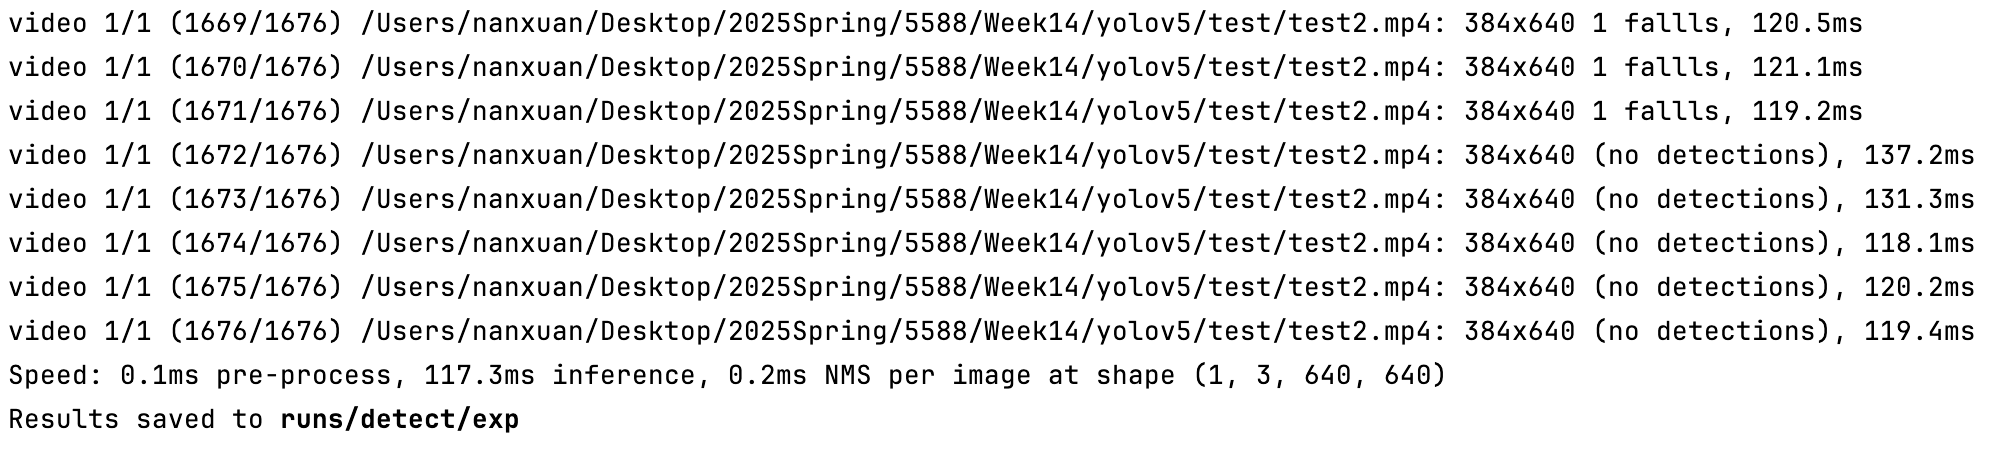 video 1/1 (1669/1676) /Users/nanxuan/Desktop/2025Spring/5588/Week14/yolov5/test/test2.mp4: 384x640 1 fallls, 120.5ms
video 1/1 (1670/1676) /Users/nanxuan/Desktop/2025Spring/5588/Week14/yolov5/test/test2.mp4: 384x640 1 fallls, 121.1ms
video 1/1 (1671/1676) /Users/nanxuan/Desktop/2025Spring/5588/Week14/yolov5/test/test2.mp4: 384x640 1 fallls, 119.2ms
video 1/1 (1672/1676) /Users/nanxuan/Desktop/2025Spring/5588/Week14/yolov5/test/test2.mp4: 384x640 (no detections), 137.2ms
video 1/1 (1673/1676) /Users/nanxuan/Desktop/2025Spring/5588/Week14/yolov5/test/test2.mp4: 384x640 (no detections), 131.3ms
video 1/1 (1674/1676) /Users/nanxuan/Desktop/2025Spring/5588/Week14/yolov5/test/test2.mp4: 384x640 (no detections), 118.1ms
video 1/1 (1675/1676) /Users/nanxuan/Desktop/2025Spring/5588/Week14/yolov5/test/test2.mp4: 384x640 (no detections), 120.2ms
video 1/1 (1676/1676) /Users/nanxuan/Desktop/2025Spring/5588/Week14/yolov5/test/test2.mp4: 384x640 (no detections), 119.4ms
Speed: 0.1ms pre-process, 117.3ms inference, 0.2ms NMS per image at shape (1, 3, 640, 640)
Results saved to runs/detect/exp